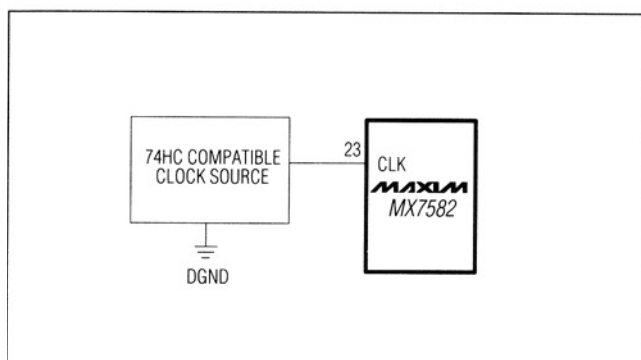 74HC COMPATIBLE
CLOCK SOURCE
DGND
23
CLK
MAXIM
MX7582